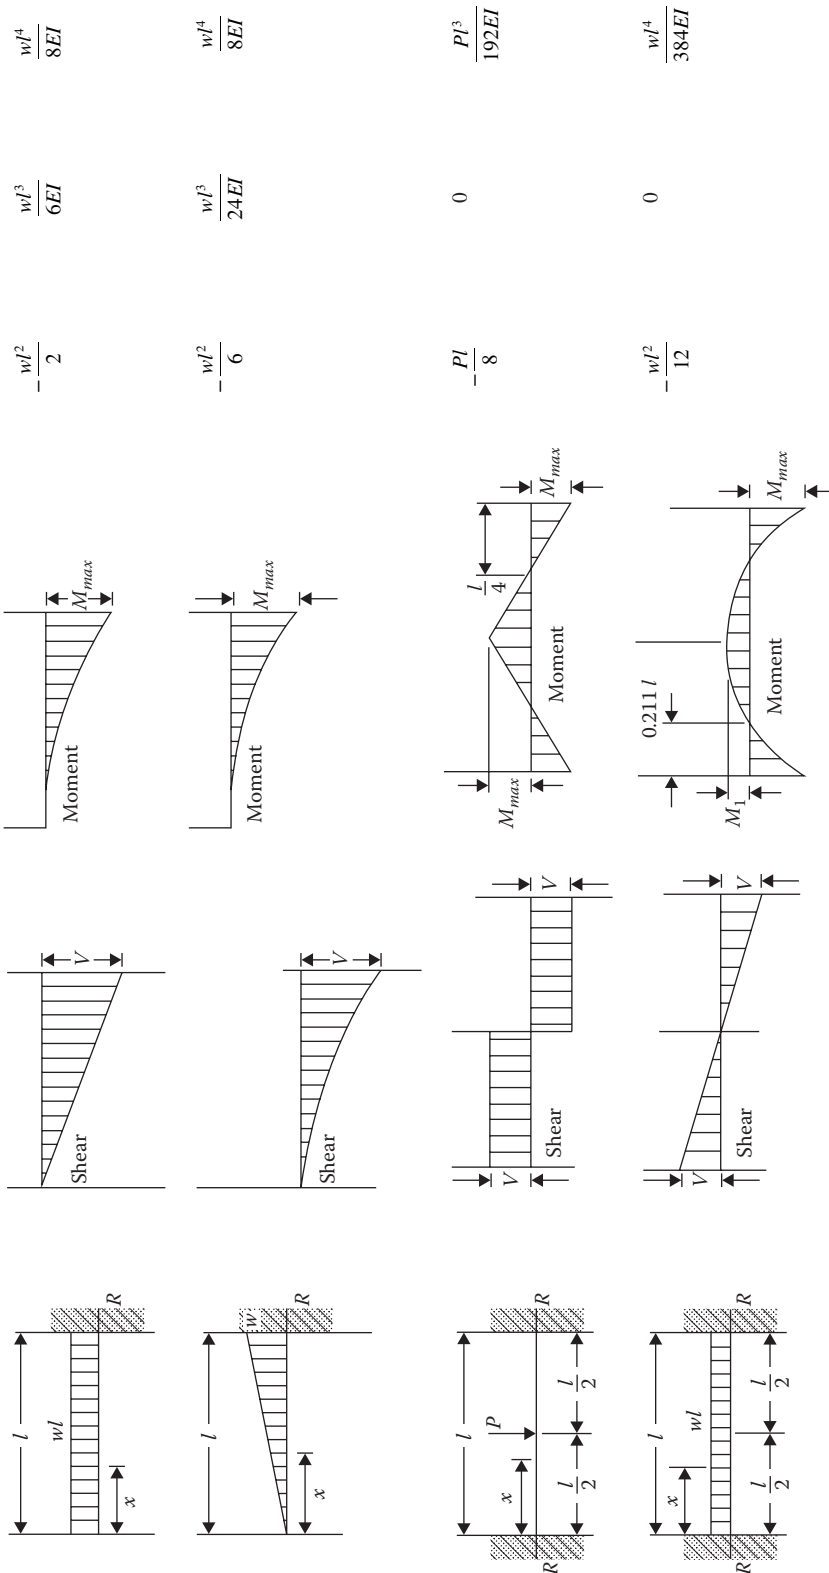 l
wl
x
R
Shear
V
Moment
M_max
−wl²/2
wl³/6EI
wl⁴/8EI
l
w
x
R
Shear
V
Moment
M_max
−wl²/6
wl³/24EI
wl⁴/8EI
l
P
x
R
l/2
l/2
R
V
Shear
V
M_max
Moment
l/4
M_max
−Pl/8
0
Pl³/192EI
l
x
wl
R
l/2
l/2
R
V
Shear
V
0.211 l
M₁
Moment
M_max
−wl²/12
0
wl⁴/384EI